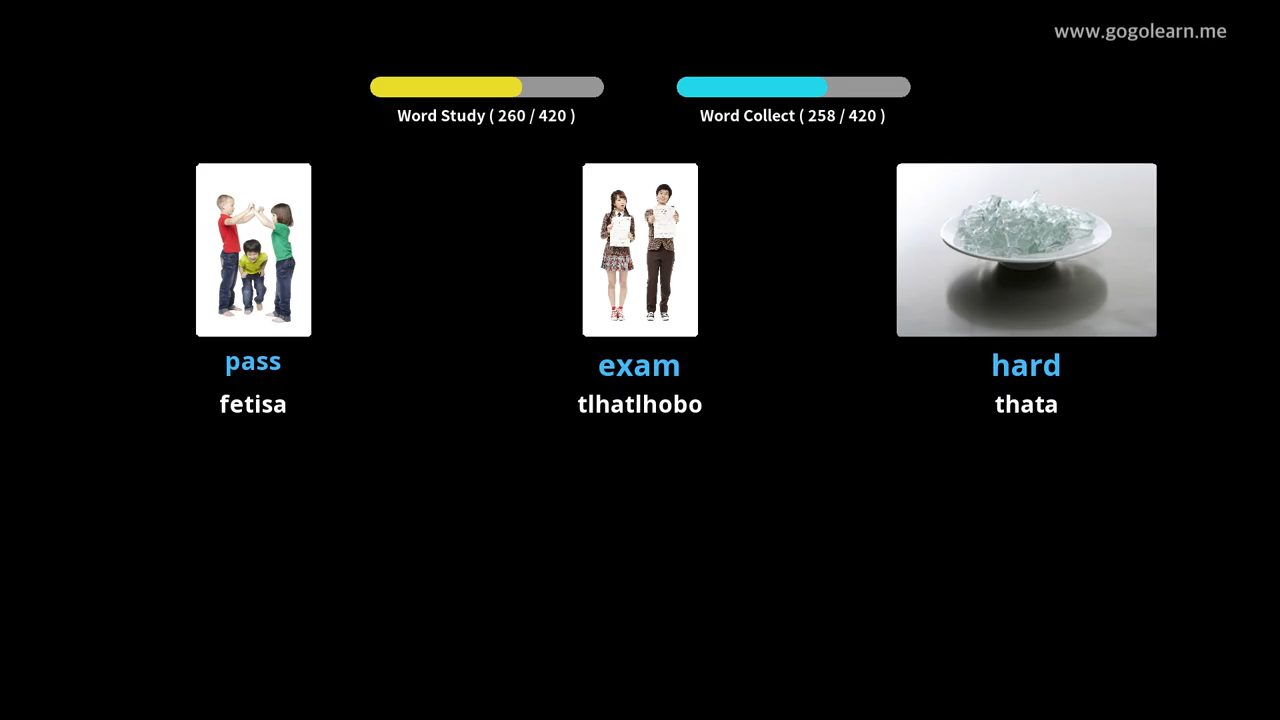 www.gogolearn.me
Word Study ( 260 / 420 )
Word Collect ( 258 / 420 )
pass
exam
hard
fetisa
tlhatlhobo
thata